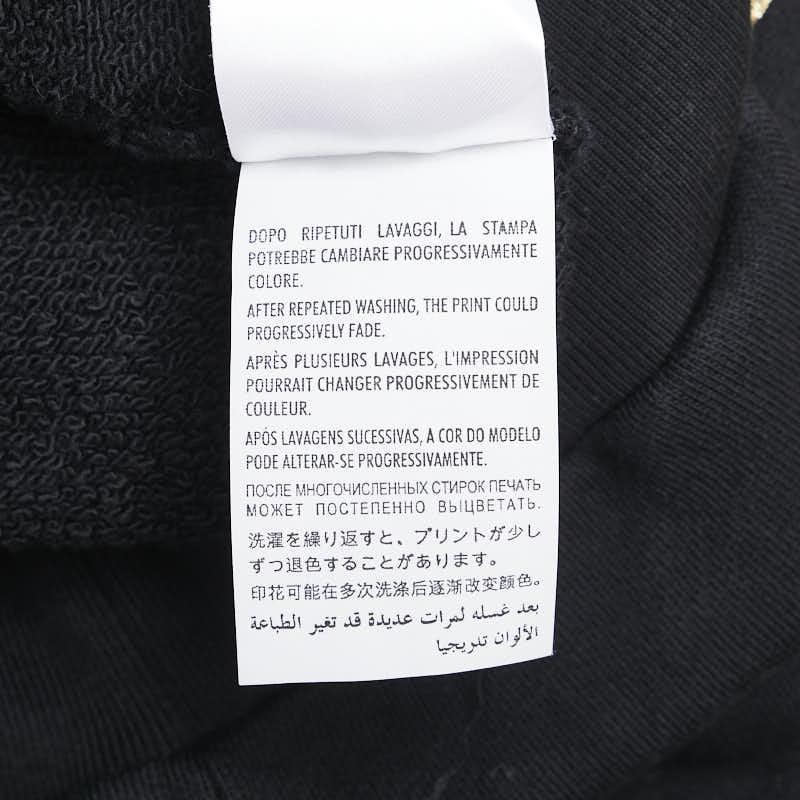 DOPO RIPETUTI LAVAGGI, LA STAMPA
POTREBBE CAMBIARE PROGRESSIVAMENTE
COLORE.
AFTER REPEATED WASHING, THE PRINT COULD
PROGRESSIVELY FADE.
APRÈS PLUSIEURS LAVAGES, L'IMPRESSION
POURRAIT CHANGER PROGRESSIVEMENT DE
COULEUR.
APÓS LAVAGENS SUCESSIVAS, A COR DO MODELO
PODE ALTERAR-SE PROGRESSIVAMENTE.
ПОСЛЕ МНОГОЧИСЛЕННЫХ СТИРОК ПЕЧАТЬ
МОЖЕТ ПОСТЕПЕННО ВЫЦВЕТАТЬ.
洗濯を繰り返すと、プリントが少し
ずつ退色することがあります。
印花可能在多次洗涤后逐渐改变颜色。
بعد غسله لمرات عديدة قد تغير الطباعة
الألوان تدريجيا